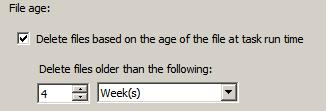 File age:
Delete files based on the age of the file at task run time
Delete files older than the following:
4 Week(s)